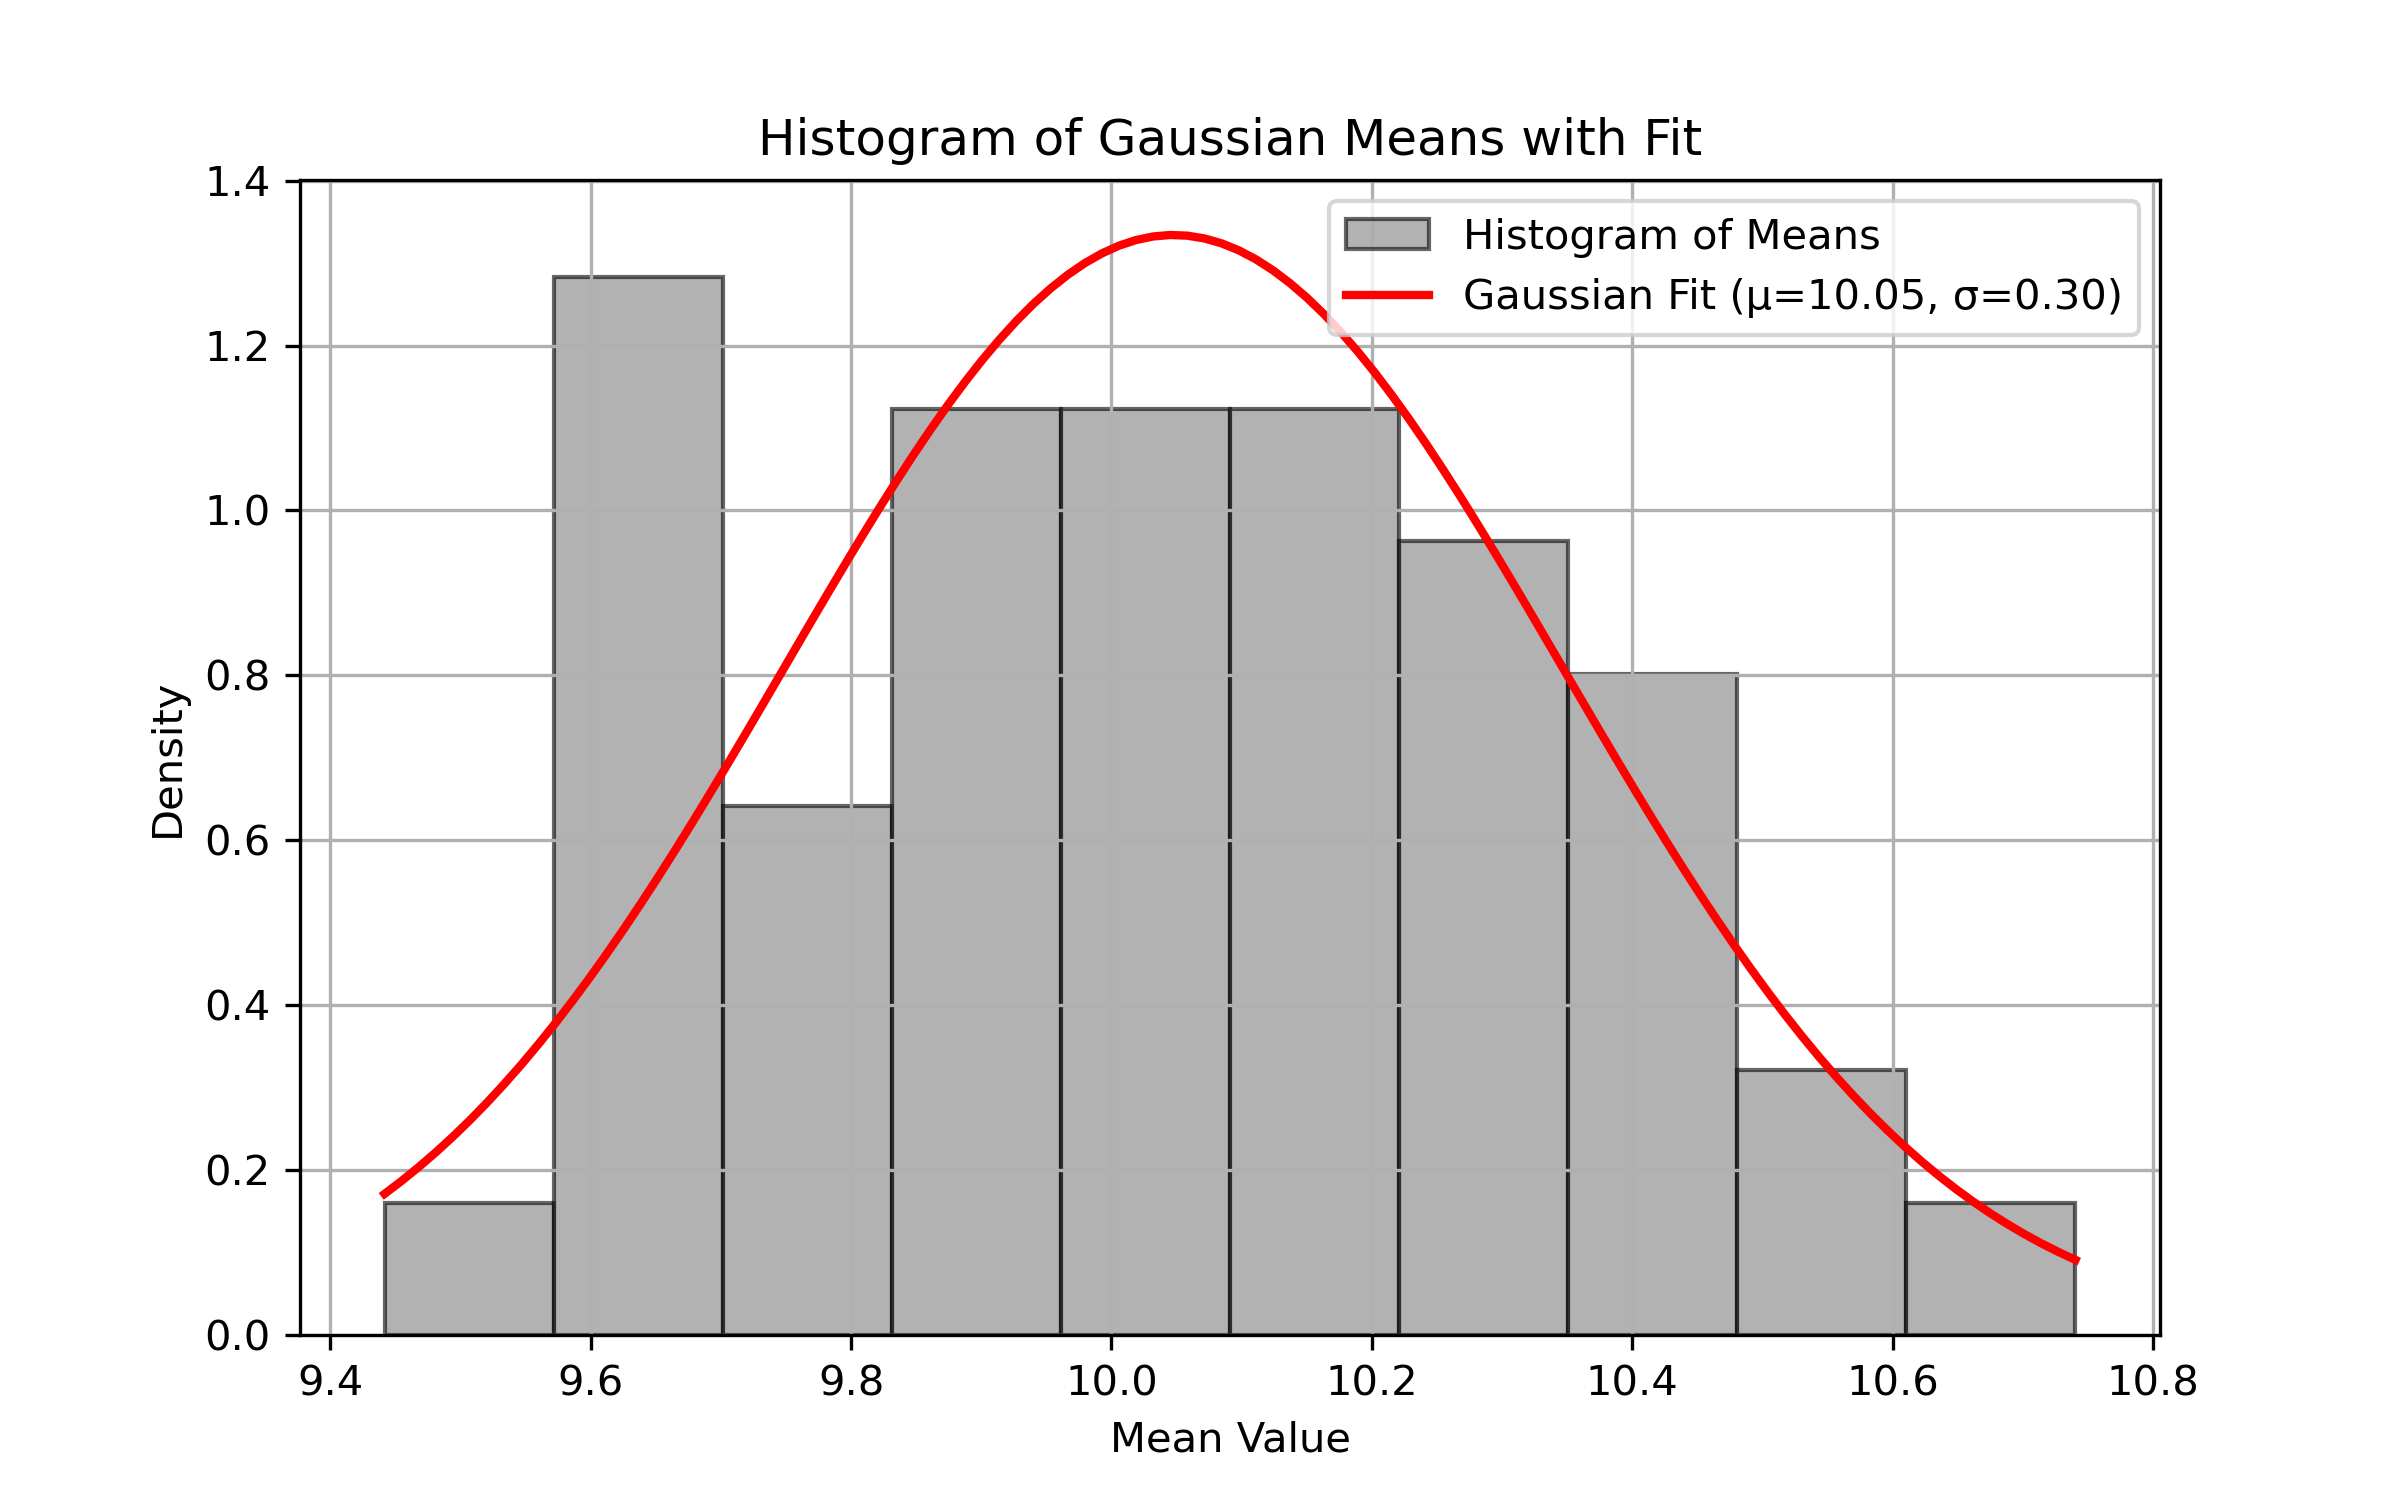 Histogram of Gaussian Means with Fit
1.4
1.2
1.0
0.8
0.6
0.4
0.2
0.0
Density
Histogram of Means
Gaussian Fit (μ=10.05, σ=0.30)
9.4 9.6 9.8 10.0 10.2 10.4 10.6 10.8
Mean Value